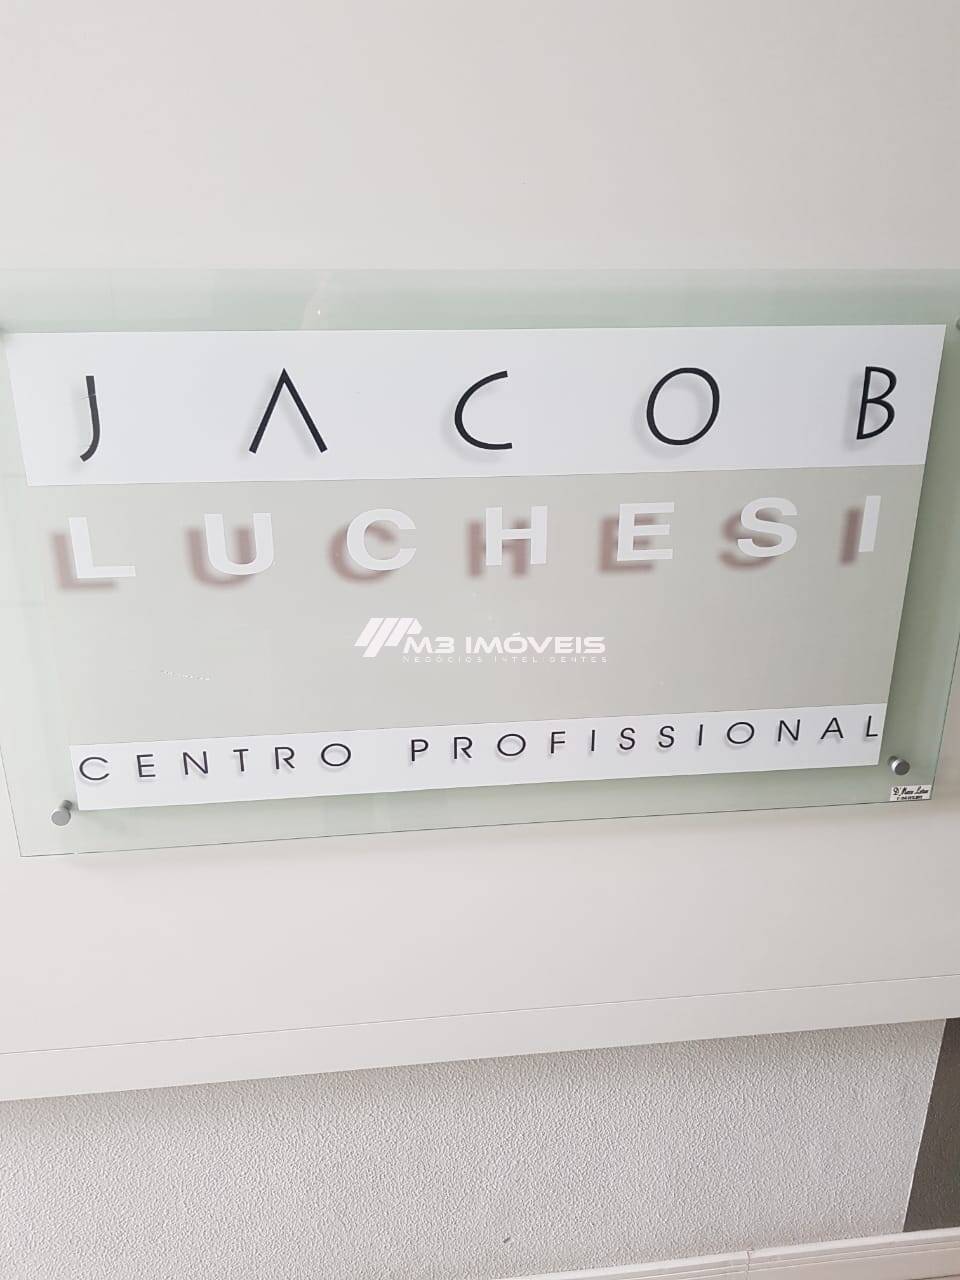 JACOB
LUCHESI
M3 IMÓVEIS
NEGÓCIOS INTELIGENTES
CENTRO PROFISSIONAL